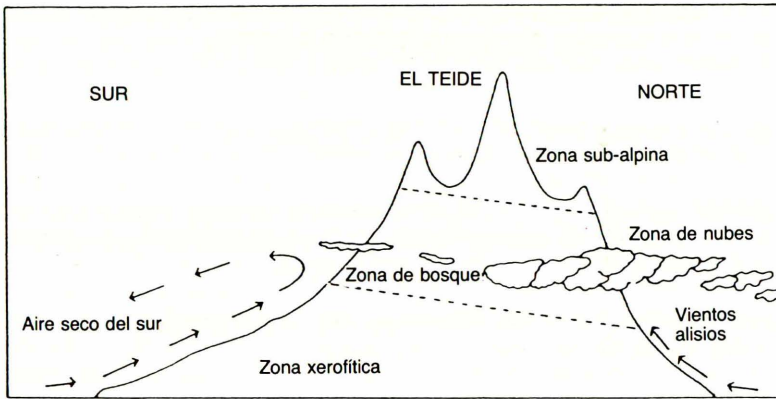 SUR
EL TEIDE
NORTE
Zona sub-alpina
Zona de nubes
Zona de bosque
Aire seco del sur
Vientos
alisios
Zona xerofítica